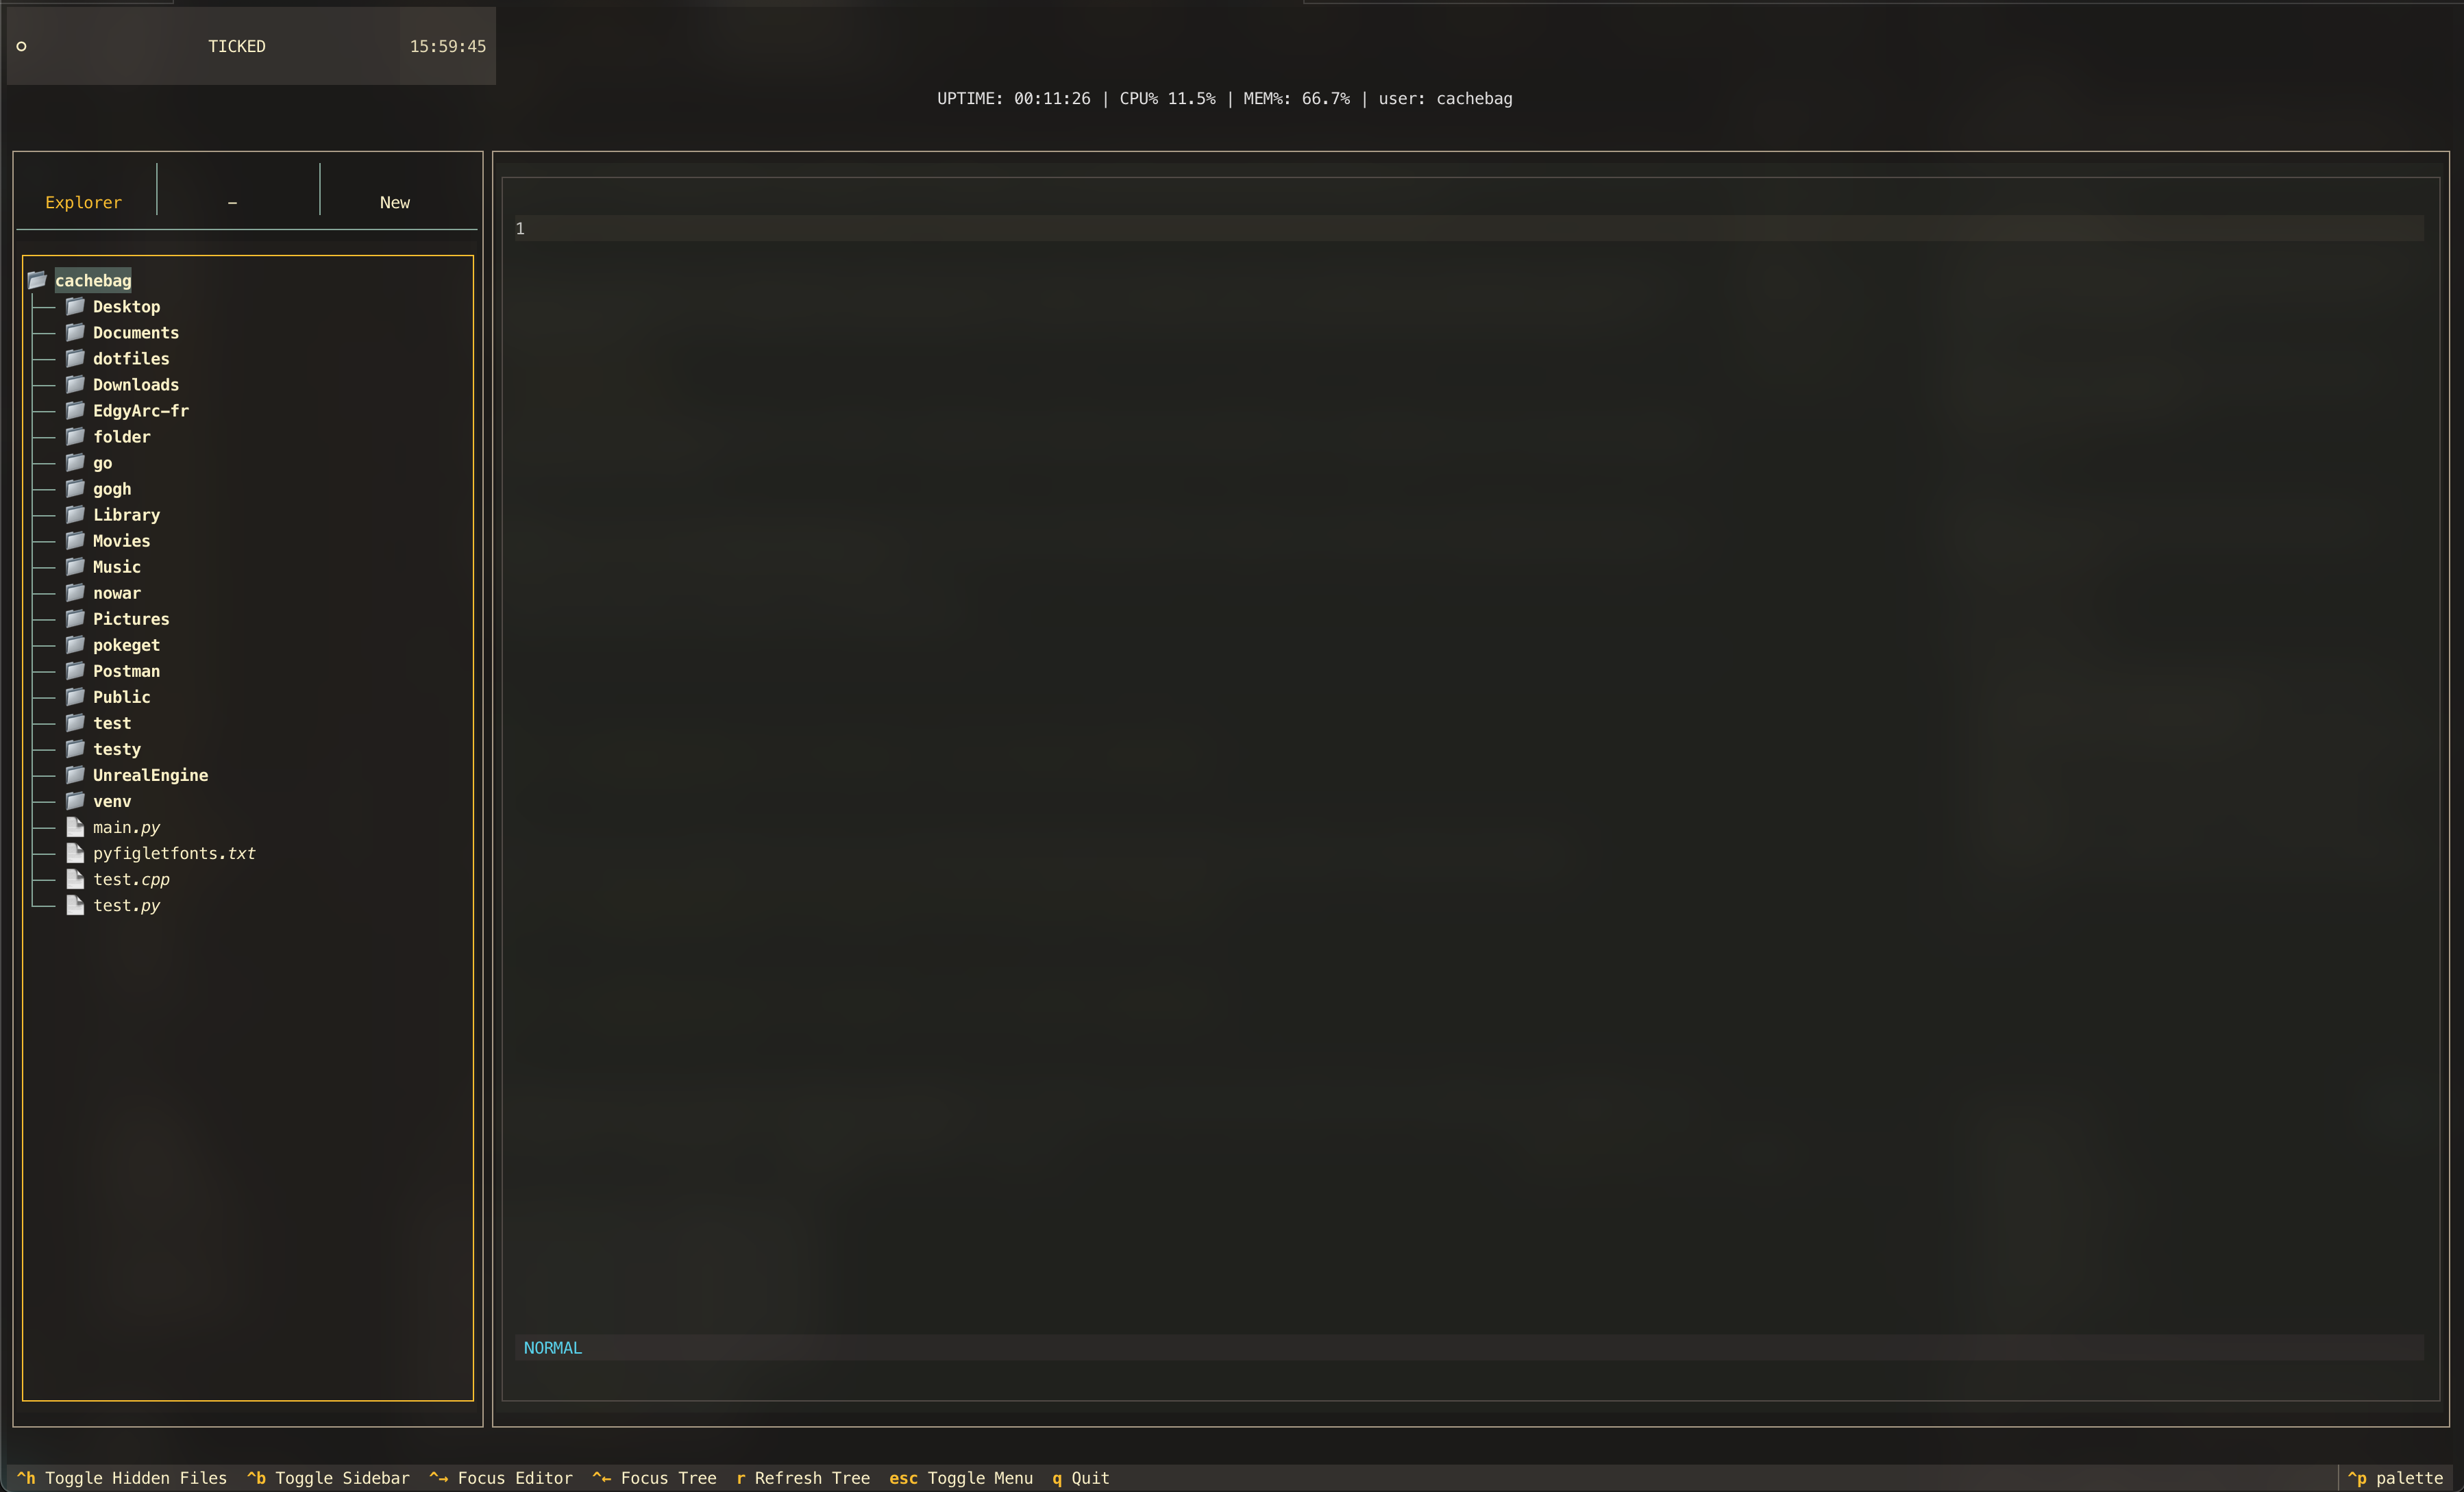 TICKED 15:59:45
UPTIME: 00:11:26 | CPU% 11.5% | MEM%: 66.7% | user: cachebag
Explorer – New
cachebag
Desktop
Documents
dotfiles
Downloads
EdgyArc-fr
folder
go
gogh
Library
Movies
Music
nowar
Pictures
pokeget
Postman
Public
test
testy
UnrealEngine
venv
main.py
pyfigletfonts.txt
test.cpp
test.py
1
NORMAL
^h Toggle Hidden Files ^b Toggle Sidebar ^→ Focus Editor ^← Focus Tree r Refresh Tree esc Toggle Menu q Quit ^p palette